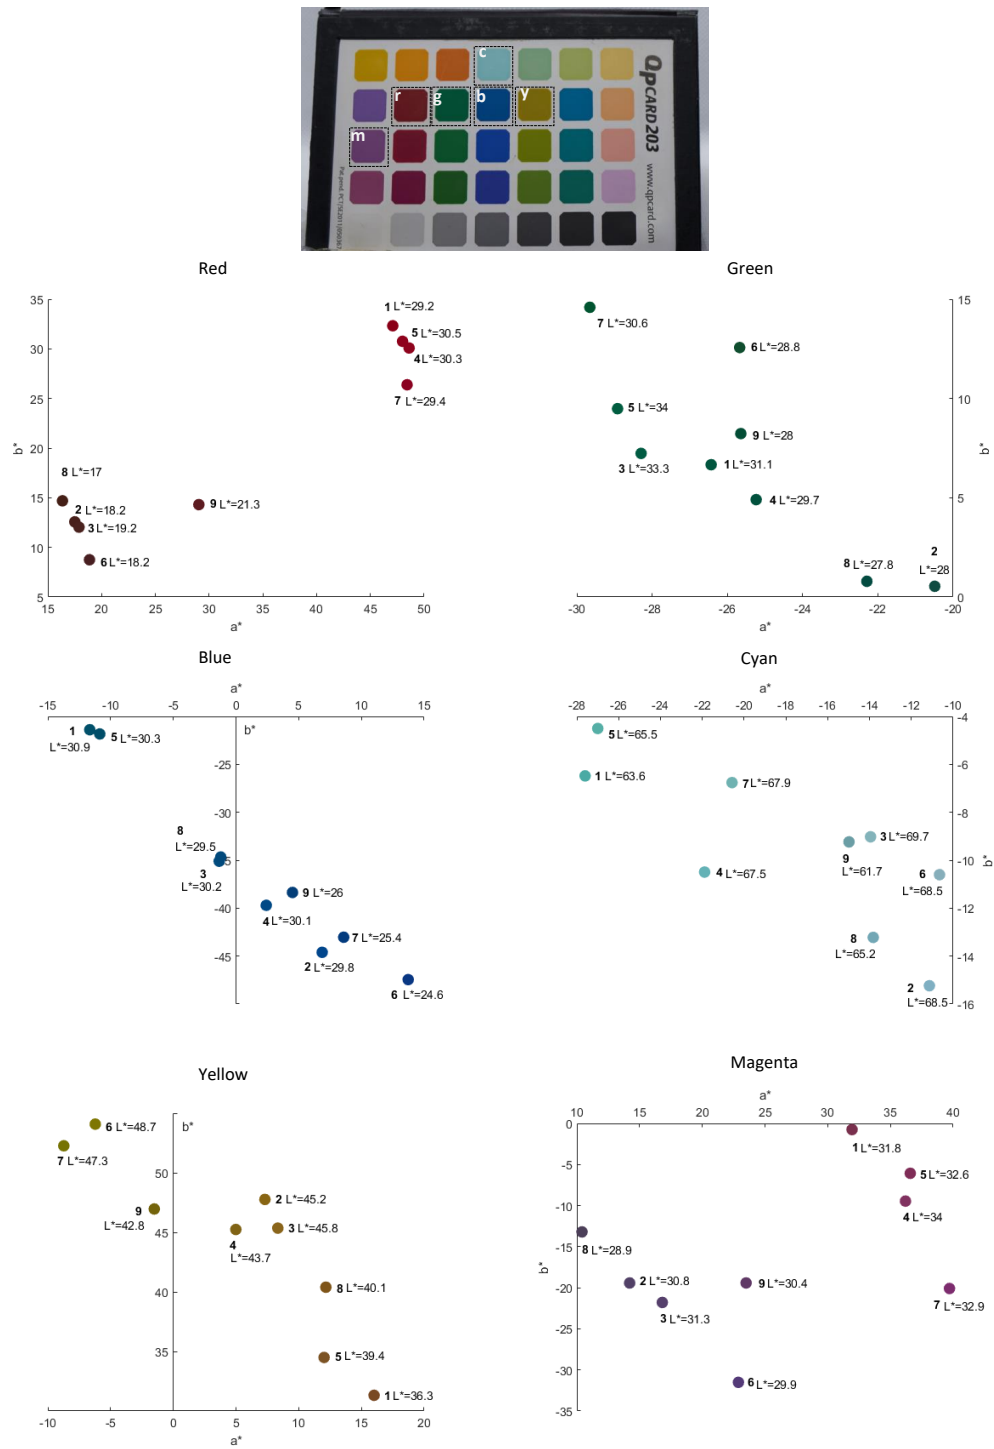 c
r
g
b
y
m
QPCARD 203
www.qpcard.com
Red
35
30
25
20
15
10
5
15
20
25
30
35
40
45
50
b*
a*
1 L*=29.2
5 L*=30.5
4 L*=30.3
7 L*=29.4
8 L*=17
2 L*=18.2
3 L*=19.2
9 L*=21.3
6 L*=18.2
Green
15
10
5
0
-30
-28
-26
-24
-22
-20
b*
a*
7 L*=30.6
6 L*=28.8
5 L*=34
9 L*=28
3 L*=33.3
1 L*=31.1
4 L*=29.7
8 L*=27.8
2
L*=28
Blue
a*
-15
-10
-5
0
5
10
15
b*
-25
-30
-35
-40
-45
1
L*=30.9
5 L*=30.3
8
L*=29.5
3
L*=30.2
9 L*=26
4 L*=30.1
7 L*=25.4
2 L*=29.8
6 L*=24.6
Cyan
a*
-28
-26
-24
-22
-20
-18
-16
-14
-12
-10
-4
-6
-8
-10
-12
-14
-16
b*
5 L*=65.5
1 L*=63.6
7 L*=67.9
3 L*=69.7
9
L*=61.7
4 L*=67.5
6
L*=68.5
8
L*=65.2
2
L*=68.5
Yellow
b*
50
45
40
35
-10
-5
0
5
10
15
20
a*
6 L*=48.7
7 L*=47.3
9
L*=42.8
2 L*=45.2
3 L*=45.8
4
L*=43.7
8 L*=40.1
5 L*=39.4
1 L*=36.3
Magenta
a*
10
15
20
25
30
35
40
0
-5
-10
-15
-20
-25
-30
-35
b*
1 L*=31.8
5 L*=32.6
4 L*=34
8 L*=28.9
2 L*=30.8
9 L*=30.4
3 L*=31.3
7 L*=32.9
6 L*=29.9